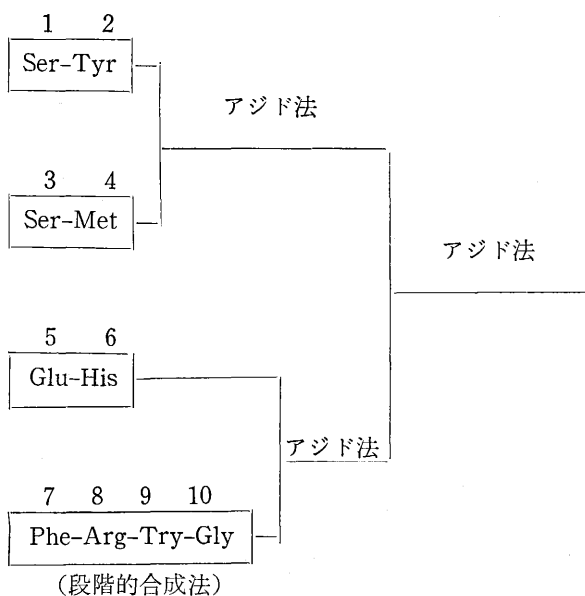 1 2
Ser-Tyr
アジド法
3 4
Ser-Met
アジド法
5 6
Glu-His
アジド法
7 8 9 10
Phe-Arg-Try-Gly
(段階的合成法)